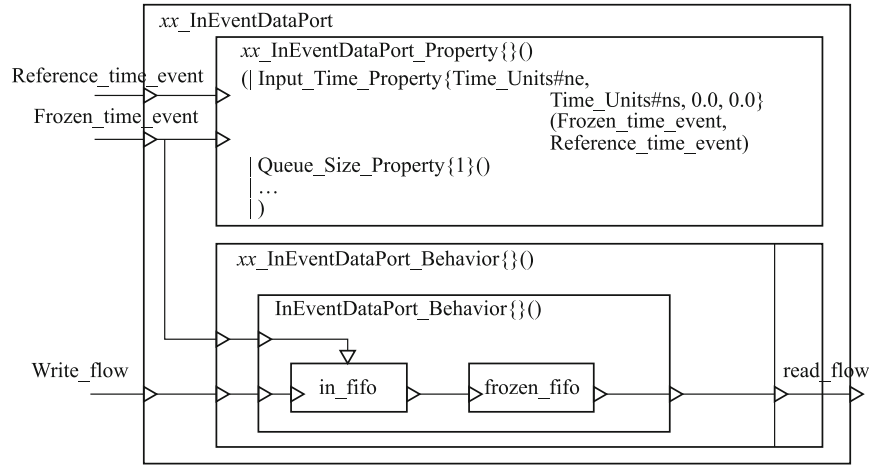 xx_InEventDataPort
xx_InEventDataPort_Property{}()
Reference_time_event
(| Input_Time_Property{Time_Units#ne,
Time_Units#ns, 0.0, 0.0}
Frozen_time_event
(Frozen_time_event,
Reference_time_event)
| Queue_Size_Property{1}()
| ...
| )
xx_InEventDataPort_Behavior{}()
InEventDataPort_Behavior{}()
Write_flow
in_fifo
frozen_fifo
read_flow